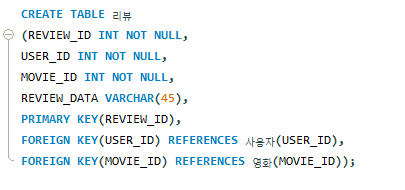 CREATE TABLE 리뷰
(REVIEW_ID INT NOT NULL,
USER_ID INT NOT NULL,
MOVIE_ID INT NOT NULL,
REVIEW_DATA VARCHAR(45),
PRIMARY KEY(REVIEW_ID),
FOREIGN KEY(USER_ID) REFERENCES 사용자(USER_ID),
FOREIGN KEY(MOVIE_ID) REFERENCES 영화(MOVIE_ID));